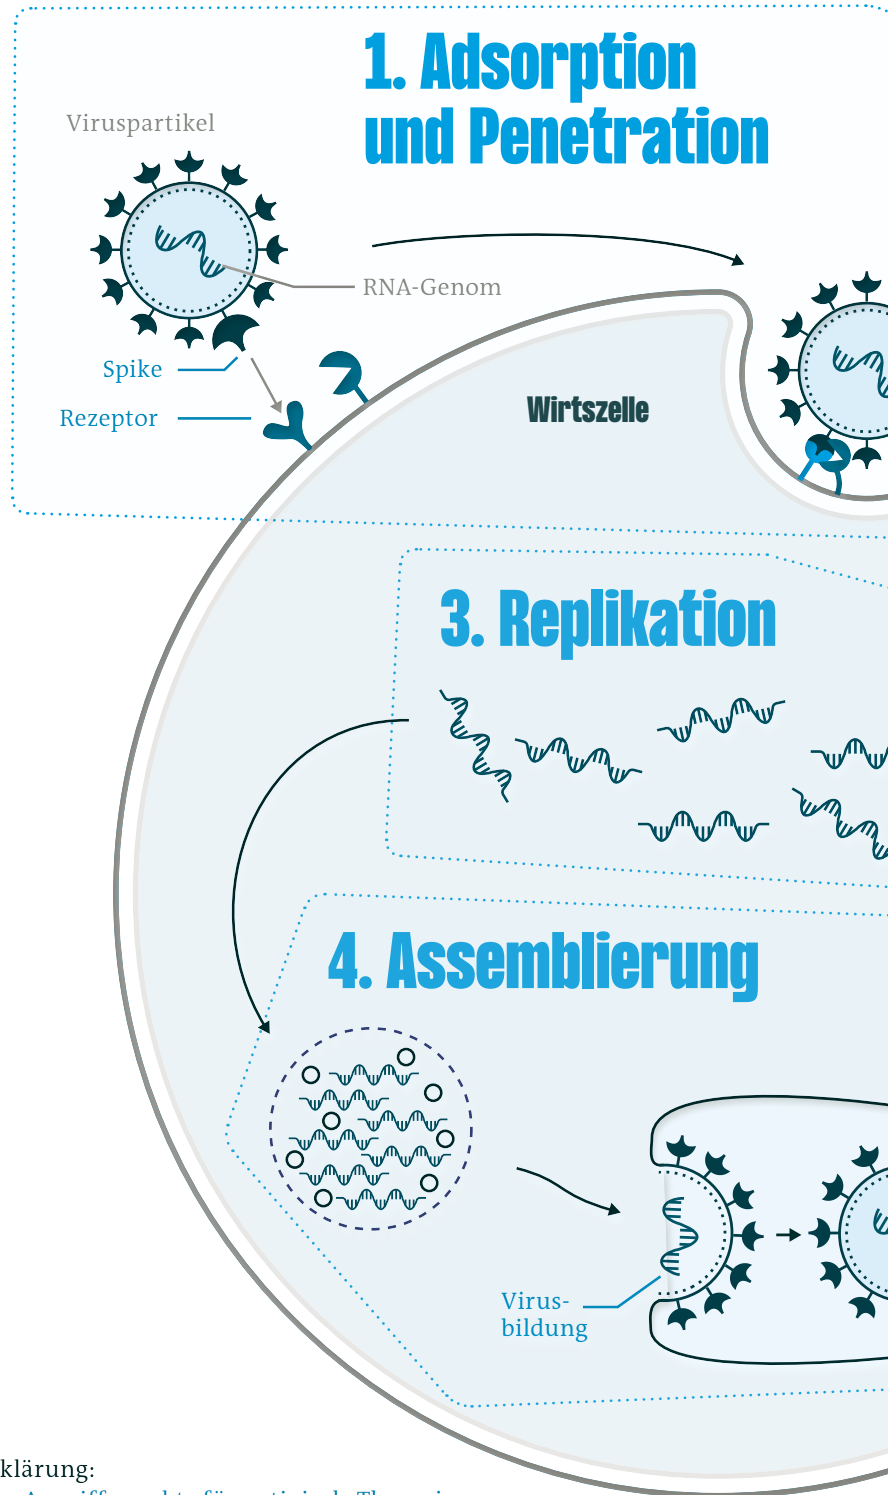 1. Adsorption
und Penetration
Viruspartikel
RNA-Genom
Spike
Rezeptor
Wirtszelle
3. Replikation
4. Assemblierung
Virus-
bildung
klärung: